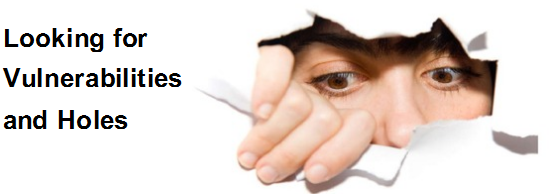 Looking for
Vulnerabilities
and Holes